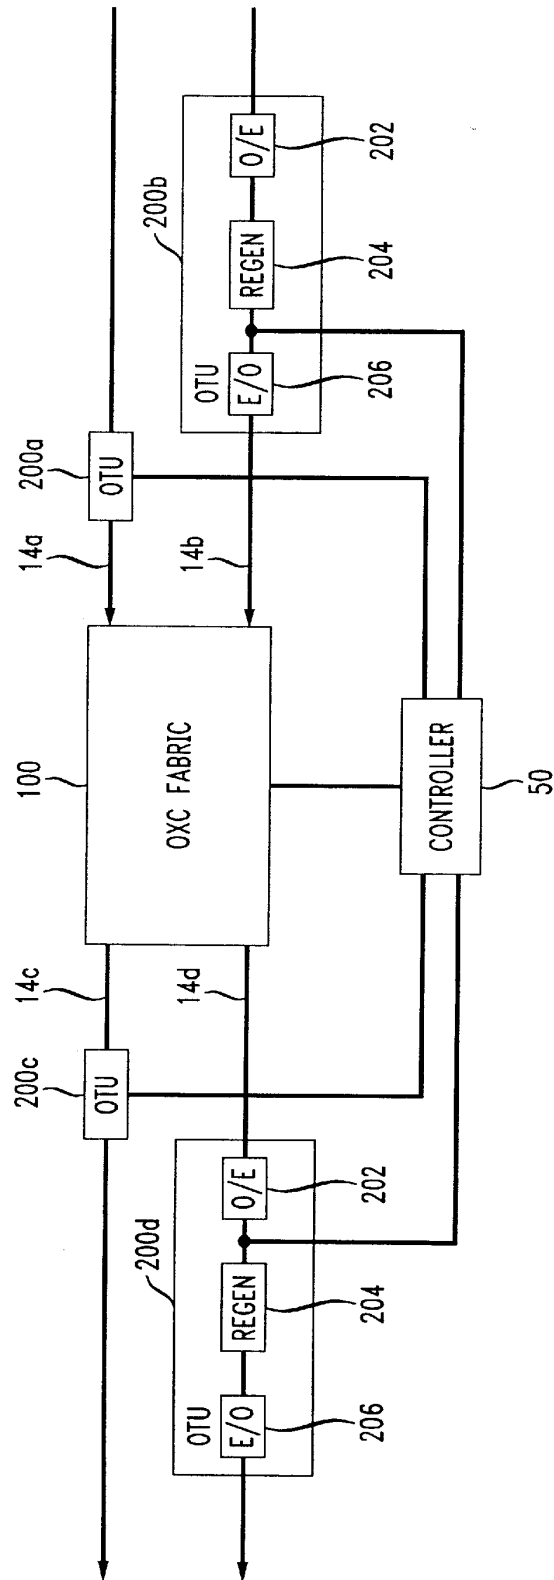 200c
14c
100
14a
200a
OTU
OTU
200d
14d
OXC FABRIC
14b
200b
OTU
E/O
REGEN
O/E
OTU
E/O
REGEN
O/E
206
204
202
206
204
202
CONTROLLER
50